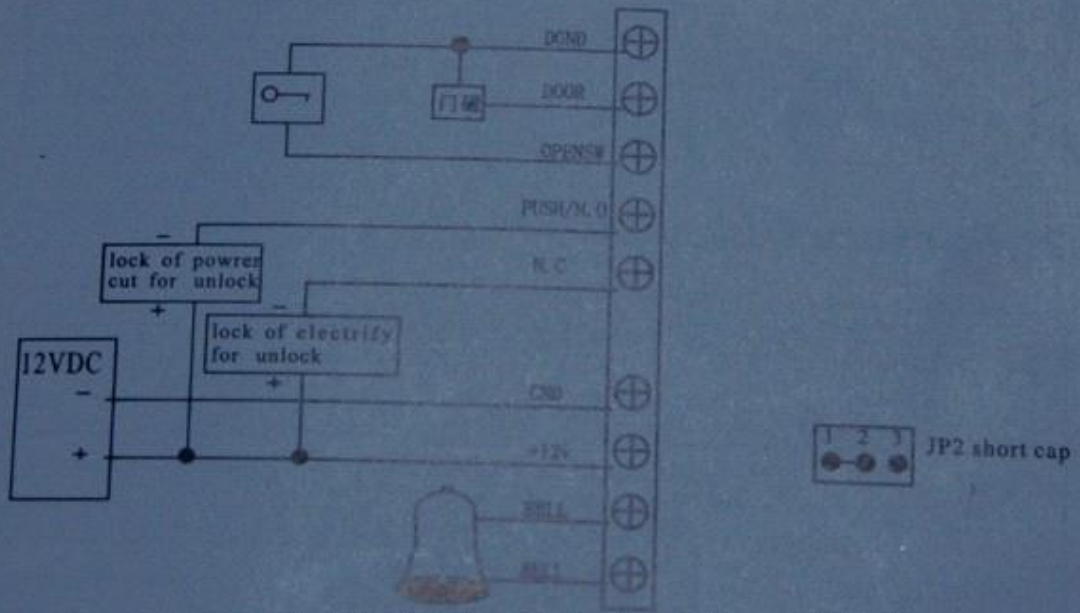 DGND
门磁
DOOR
OPENSW
PUSH/N.O
-
lock of powrer
cut for unlock
+
N.C
-
lock of electrify
for unlock
+
12VDC
-
GND
+
+12v
1 2 3
JP2 short cap
BELL
BELL